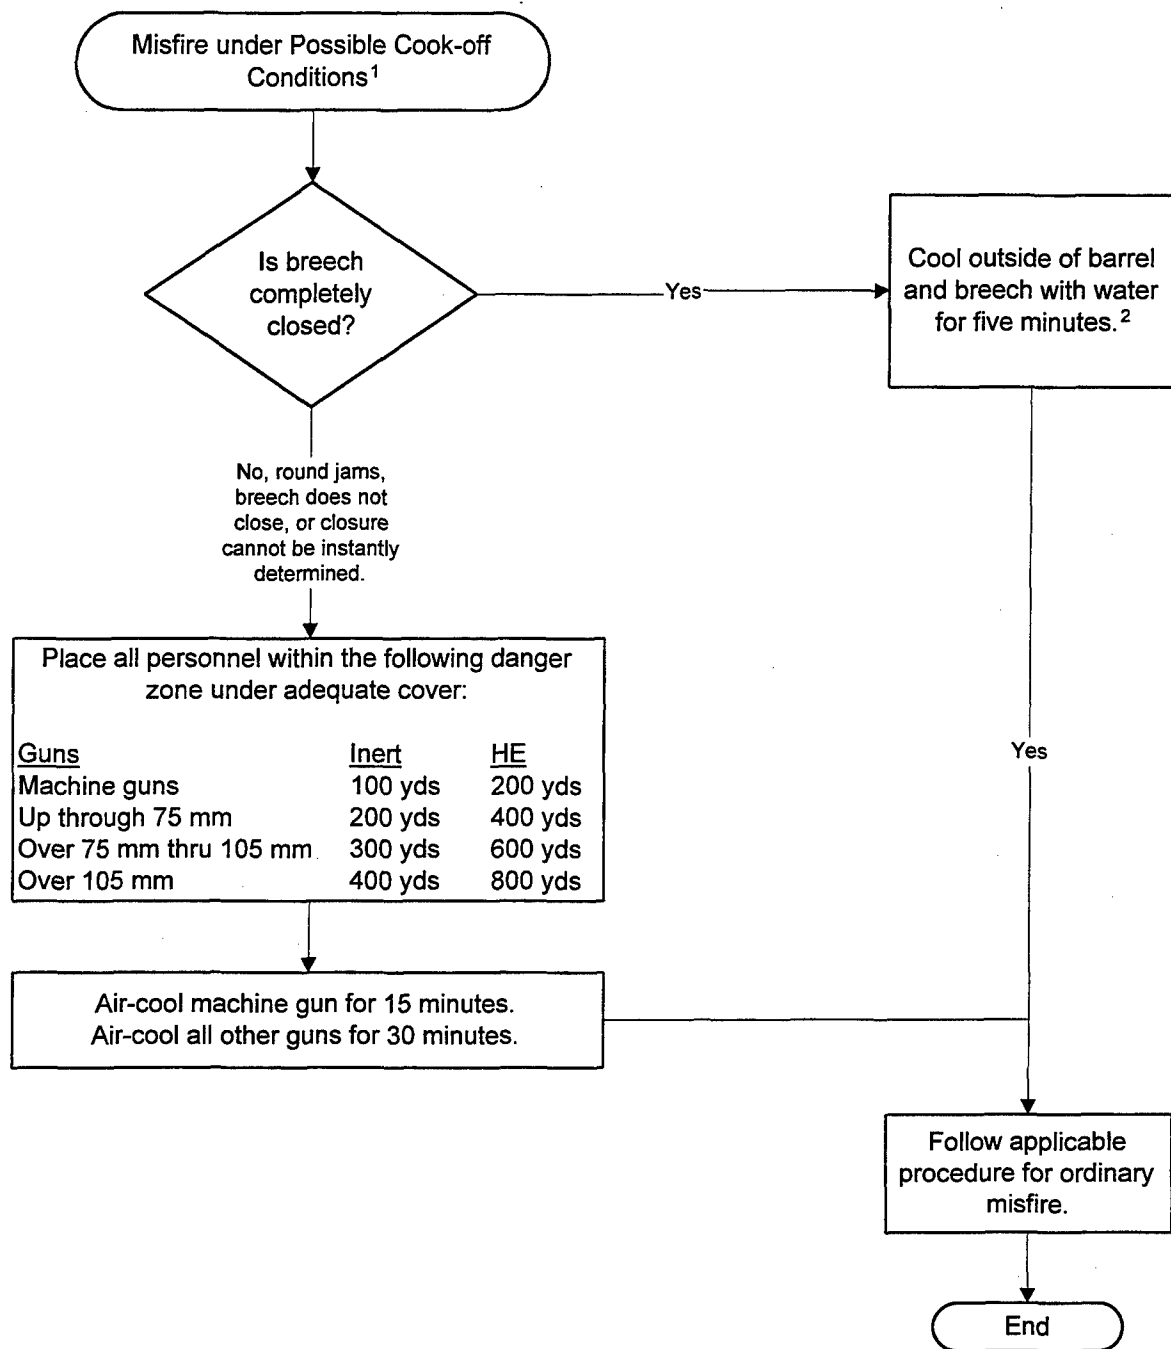 Misfire under Possible Cook-off
Conditions¹
Is breech
completely
closed?
Yes
Cool outside of barrel
and breech with water
for five minutes.²
No, round jams,
breech does not
close, or closure
cannot be instantly
determined.
Place all personnel within the following danger
zone under adequate cover:
Guns Inert HE
Machine guns 100 yds 200 yds
Up through 75 mm 200 yds 400 yds
Over 75 mm thru 105 mm 300 yds 600 yds
Over 105 mm 400 yds 800 yds
Yes
Air-cool machine gun for 15 minutes.
Air-cool all other guns for 30 minutes.
Follow applicable
procedure for ordinary
misfire.
End